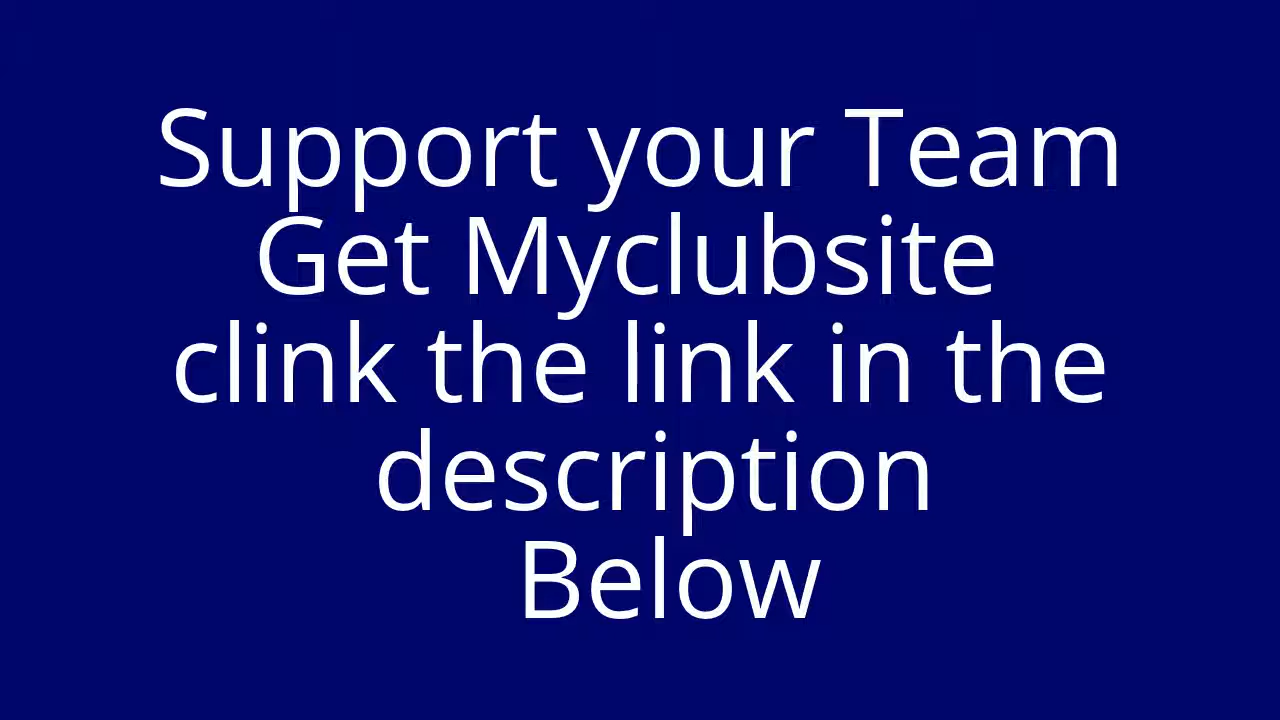 Support your Team
Get Myclubsite
clink the link in the
description
Below